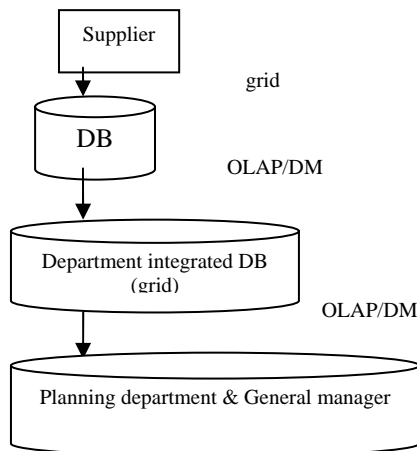 Supplier
grid
DB
OLAP/DM
Department integrated DB
(grid)
OLAP/DM
Planning department & General manager